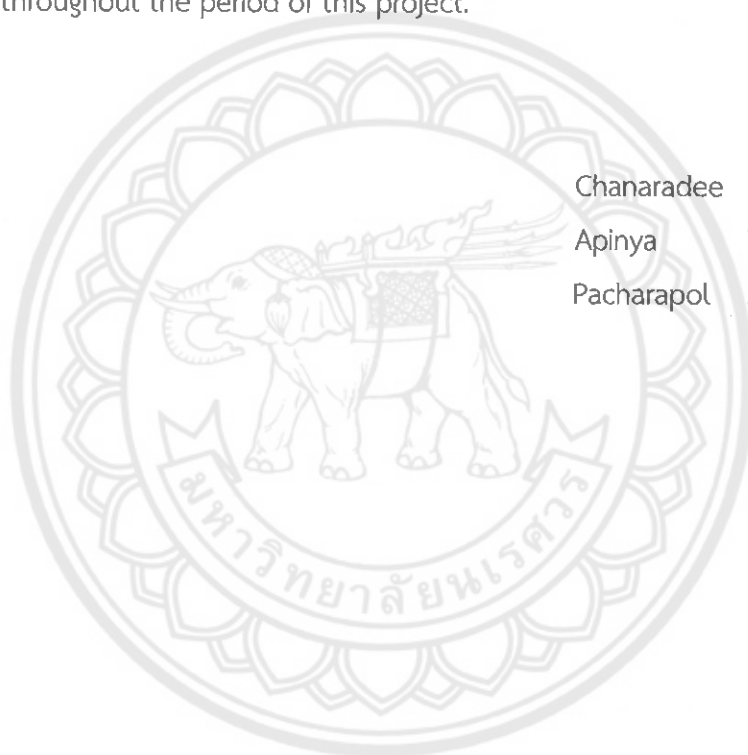 throughout the period of this project.
Chanaradee
Apinya
Pacharapol
มหาวิทยาลัยนเรศวร